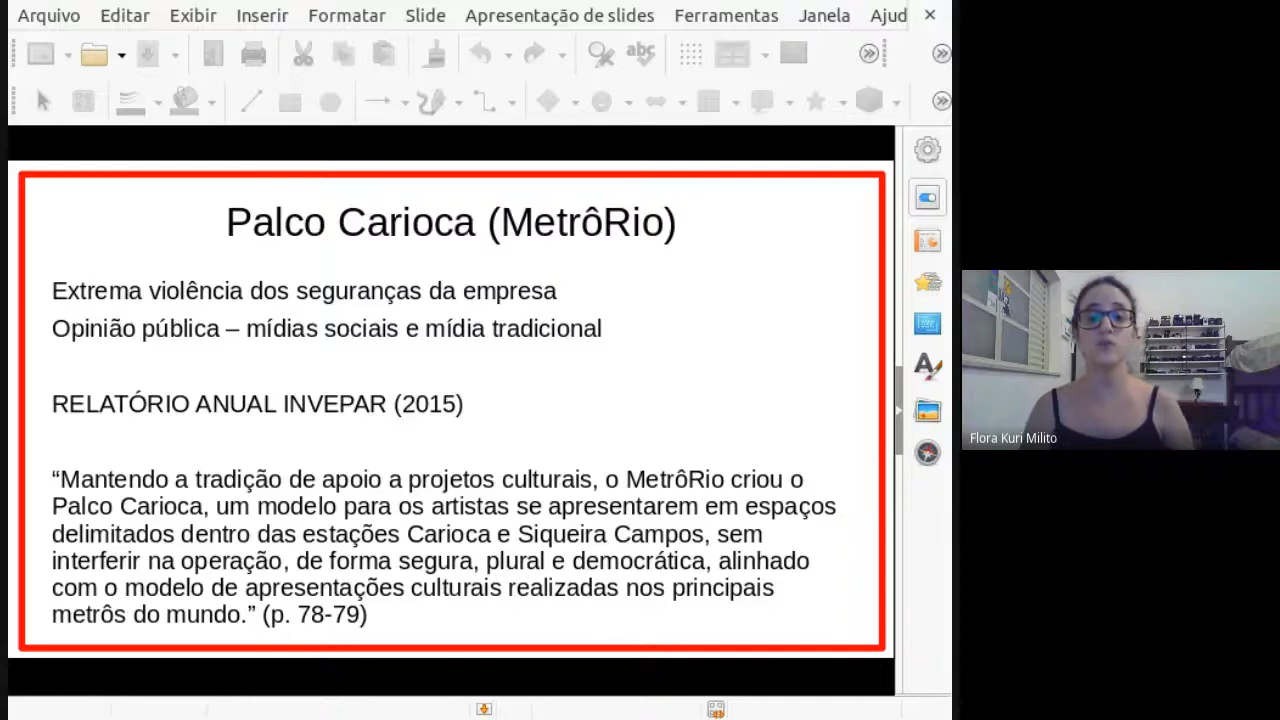 Arquivo Editar Exibir Inserir Formatar Slide Apresentação de slides Ferramentas Janela Ajud
abc
Palco Carioca (MetrôRio)
Extrema violência dos seguranças da empresa
Opinião pública – mídias sociais e mídia tradicional
RELATÓRIO ANUAL INVEPAR (2015)
“Mantendo a tradição de apoio a projetos culturais, o MetrôRio criou o
Palco Carioca, um modelo para os artistas se apresentarem em espaços
delimitados dentro das estações Carioca e Siqueira Campos, sem
interferir na operação, de forma segura, plural e democrática, alinhado
com o modelo de apresentações culturais realizadas nos principais
metrôs do mundo.” (p. 78-79)
Flora Kuri Milito